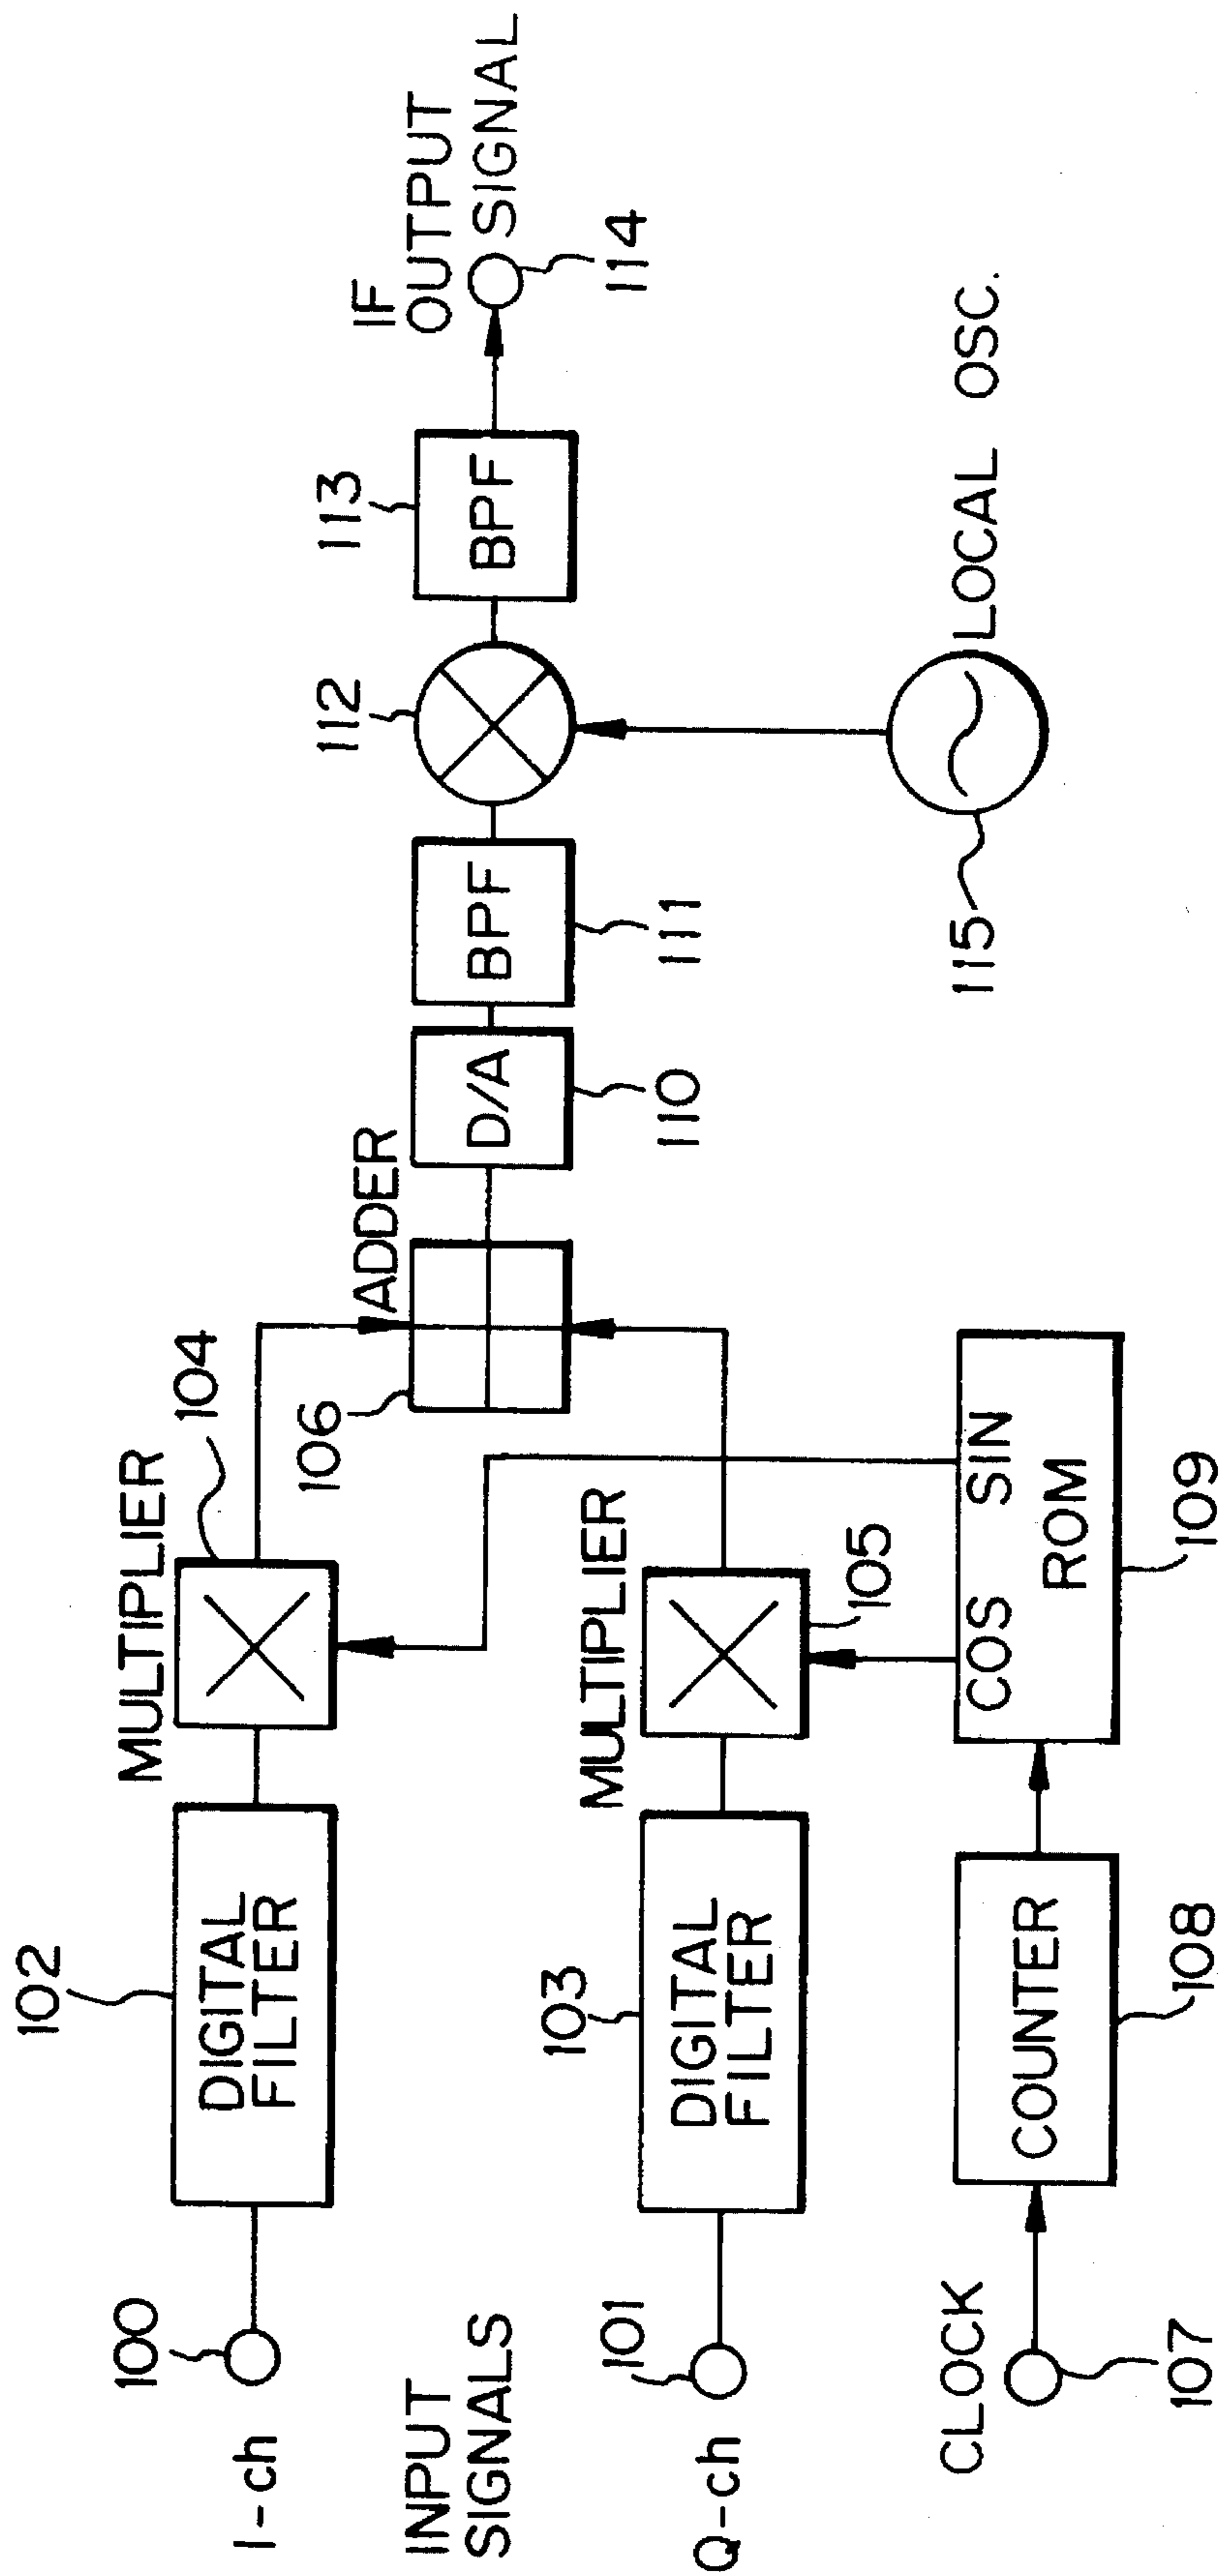 I-ch
100
102
DIGITAL
FILTER
MULTIPLIER
104
106
ADDER
D/A
110
BPF
111
112
113
BPF
IF
OUTPUT
SIGNAL
114
INPUT
SIGNALS
Q-ch
101
103
DIGITAL
FILTER
MULTIPLIER
105
115
LOCAL OSC.
CLOCK
107
COUNTER
108
COS SIN
ROM
109